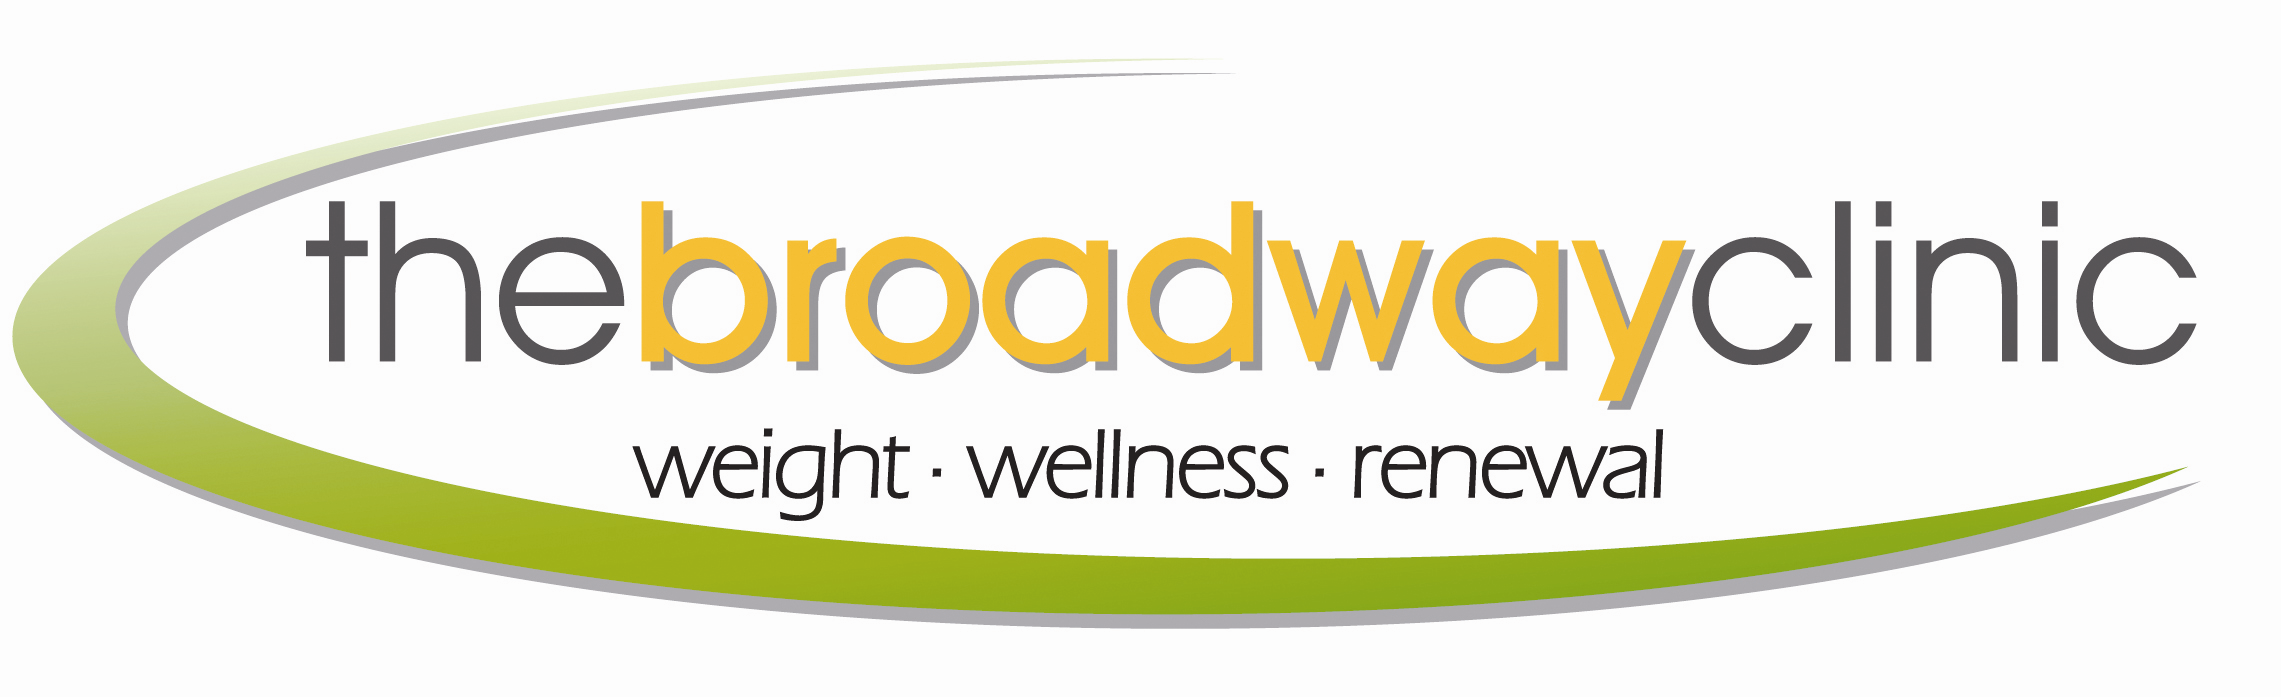 thebroadwayclinic
weight · wellness · renewal